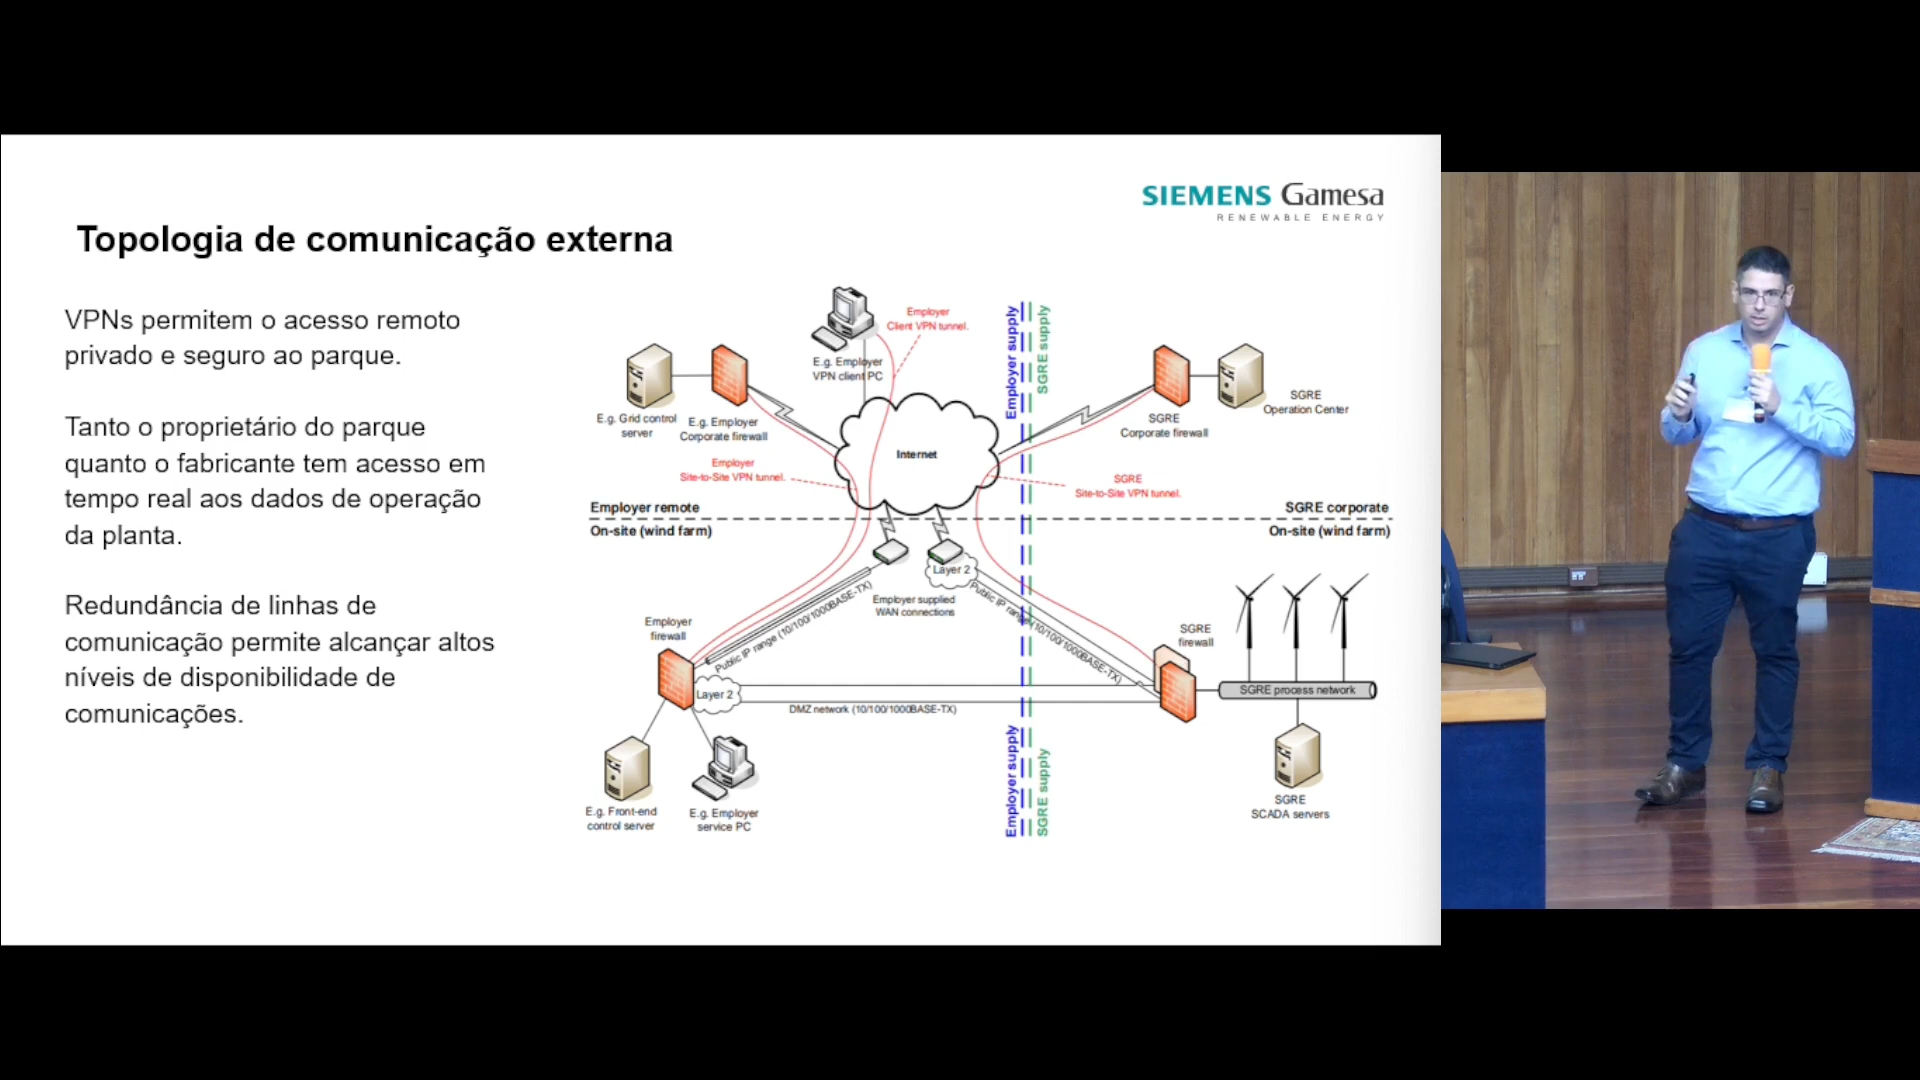 SIEMENS Gamesa
RENEWABLE ENERGY
Topologia de comunicação externa
VPNs permitem o acesso remoto
privado e seguro ao parque.
Tanto o proprietário do parque
quanto o fabricante tem acesso em
tempo real aos dados de operação
da planta.
Redundância de linhas de
comunicação permite alcançar altos
níveis de disponibilidade de
comunicações.
Employer
Client VPN tunnel.
E.g. Employer
VPN client PC
Employer supply
SGRE supply
E.g. Grid control
server
E.g. Employer
Corporate firewall
Internet
SGRE
Corporate firewall
SGRE
Operation Center
Employer
Site-to-Site VPN tunnel.
SGRE
Site-to-Site VPN tunnel.
Employer remote
SGRE corporate
On-site (wind farm)
On-site (wind farm)
Layer 2
Employer supplied
WAN connections
Public IP range (10/100/1000BASE-TX)
Public IP range (10/100/1000BASE-TX)
Employer
firewall
SGRE
firewall
Layer 2
SGRE process network
DMZ network (10/100/1000BASE-TX)
Employer supply
SGRE supply
E.g. Front-end
control server
E.g. Employer
service PC
SGRE
SCADA servers